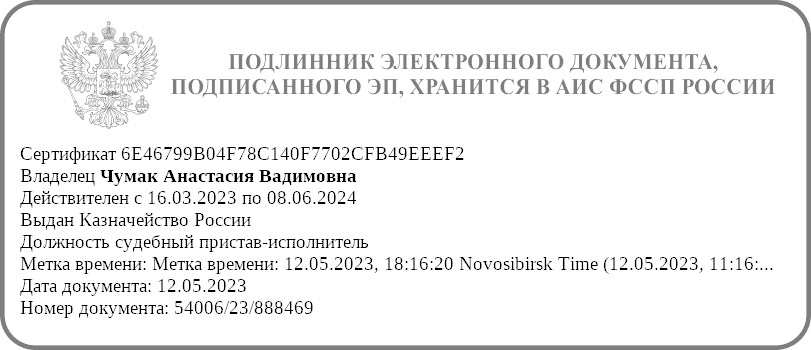 ПОДЛИННИК ЭЛЕКТРОННОГО ДОКУМЕНТА,
ПОДПИСАННОГО ЭП, ХРАНИТСЯ В АИС ФССП РОССИИ
Сертификат 6E46799B04F78C140F7702CFB49EEEF2
Владелец Чумак Анастасия Вадимовна
Действителен с 16.03.2023 по 08.06.2024
Выдан Казначейство России
Должность судебный пристав-исполнитель
Метка времени: Метка времени: 12.05.2023, 18:16:20 Novosibirsk Time (12.05.2023, 11:16:...
Дата документа: 12.05.2023
Номер документа: 54006/23/888469